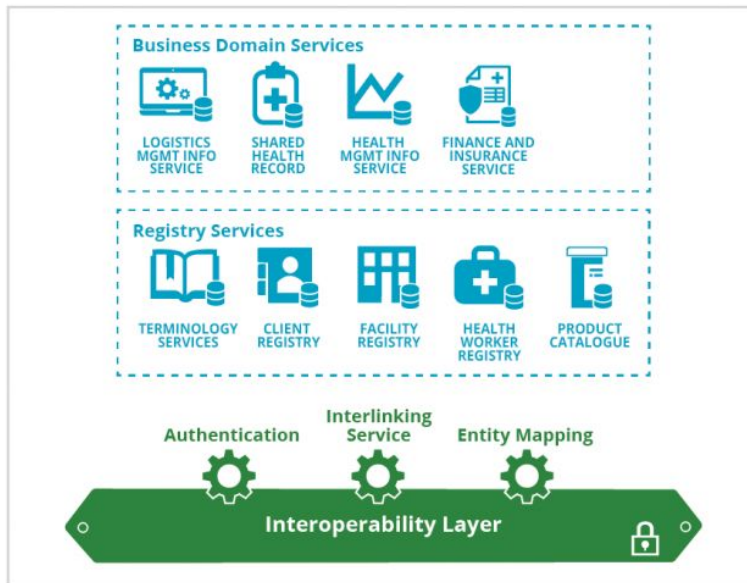 Business Domain Services
LOGISTICS
MGMT INFO
SERVICE
SHARED
HEALTH
RECORD
HEALTH
MGMT INFO
SERVICE
FINANCE AND
INSURANCE
SERVICE
Registry Services
TERMINOLOGY
SERVICES
CLIENT
REGISTRY
FACILITY
REGISTRY
HEALTH
WORKER
REGISTRY
PRODUCT
CATALOGUE
Authentication
Interlinking
Service
Entity Mapping
Interoperability Layer